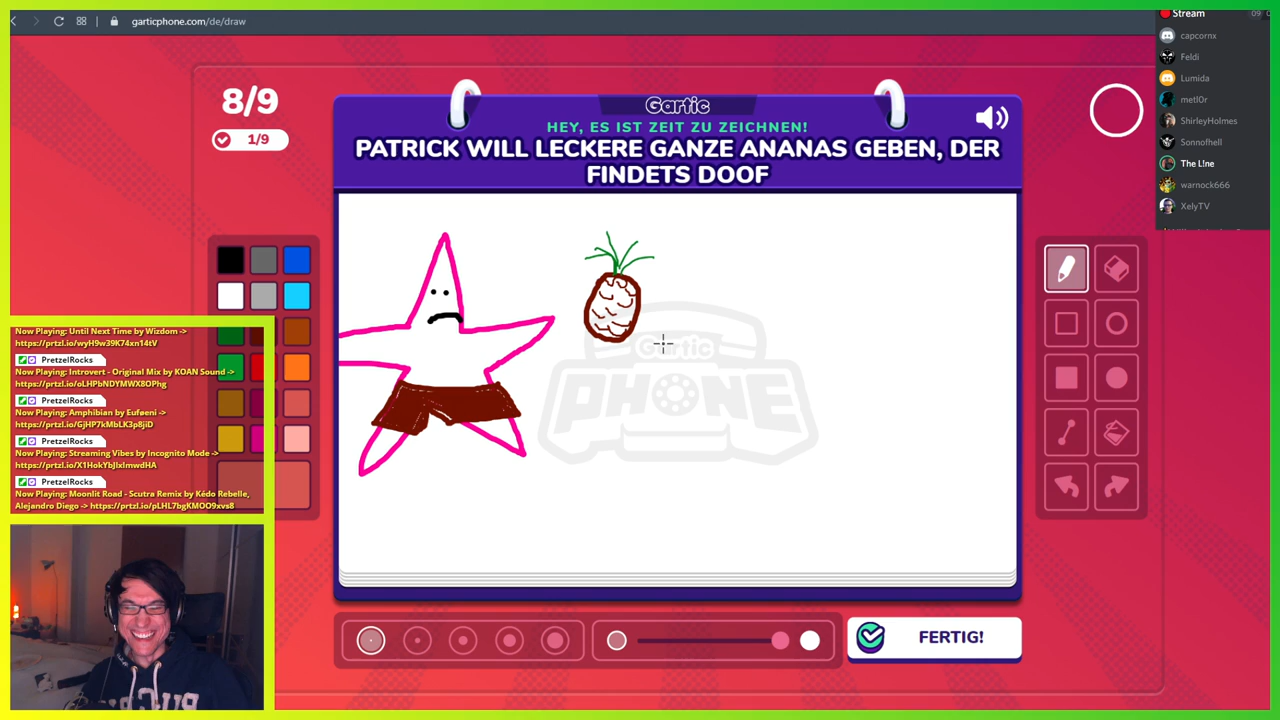 garticphone.com/de/draw
Stream
capcornx
Feldi
Lumida
metl0r
ShirleyHolmes
Sonnofhell
The L!ne
warnock666
XelyTV
8/9
1/9
Gartic
HEY, ES IST ZEIT ZU ZEICHNEN!
PATRICK WILL LECKERE GANZE ANANAS GEBEN, DER
FINDETS DOOF
Gartic
PHONE
Now Playing: Until Next Time by Wizdom ->
https://prtzl.io/wyH9w39K74xn14tV
PretzelRocks
Now Playing: Introvert - Original Mix by KOAN Sound ->
https://prtzl.io/oLHPbNDYMWX8OPhg
PretzelRocks
Now Playing: Amphibian by Euføeni ->
https://prtzl.io/GjHP7kMbLK3p8jiD
PretzelRocks
Now Playing: Streaming Vibes by Incognito Mode ->
https://prtzl.io/X1HokYbJlxlmwdHA
PretzelRocks
Now Playing: Moonlit Road - Scutra Remix by Kédo Rebelle,
Alejandro Diego -> https://prtzl.io/pLHL7bgKMOO9xvs8
FERTIG!